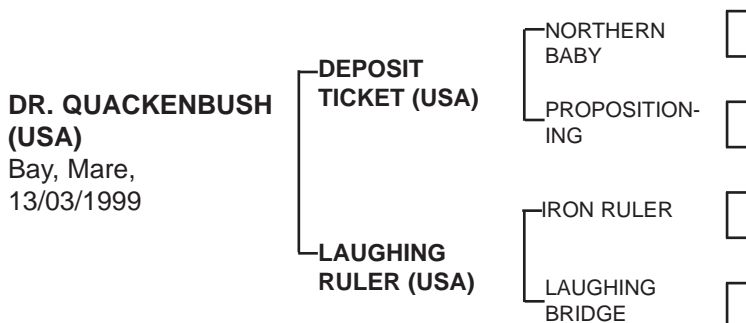 DR. QUACKENBUSH
(USA)
Bay, Mare,
13/03/1999
DEPOSIT
TICKET (USA)
LAUGHING
RULER (USA)
NORTHERN
BABY
PROPOSITION-
ING
IRON RULER
LAUGHING
BRIDGE